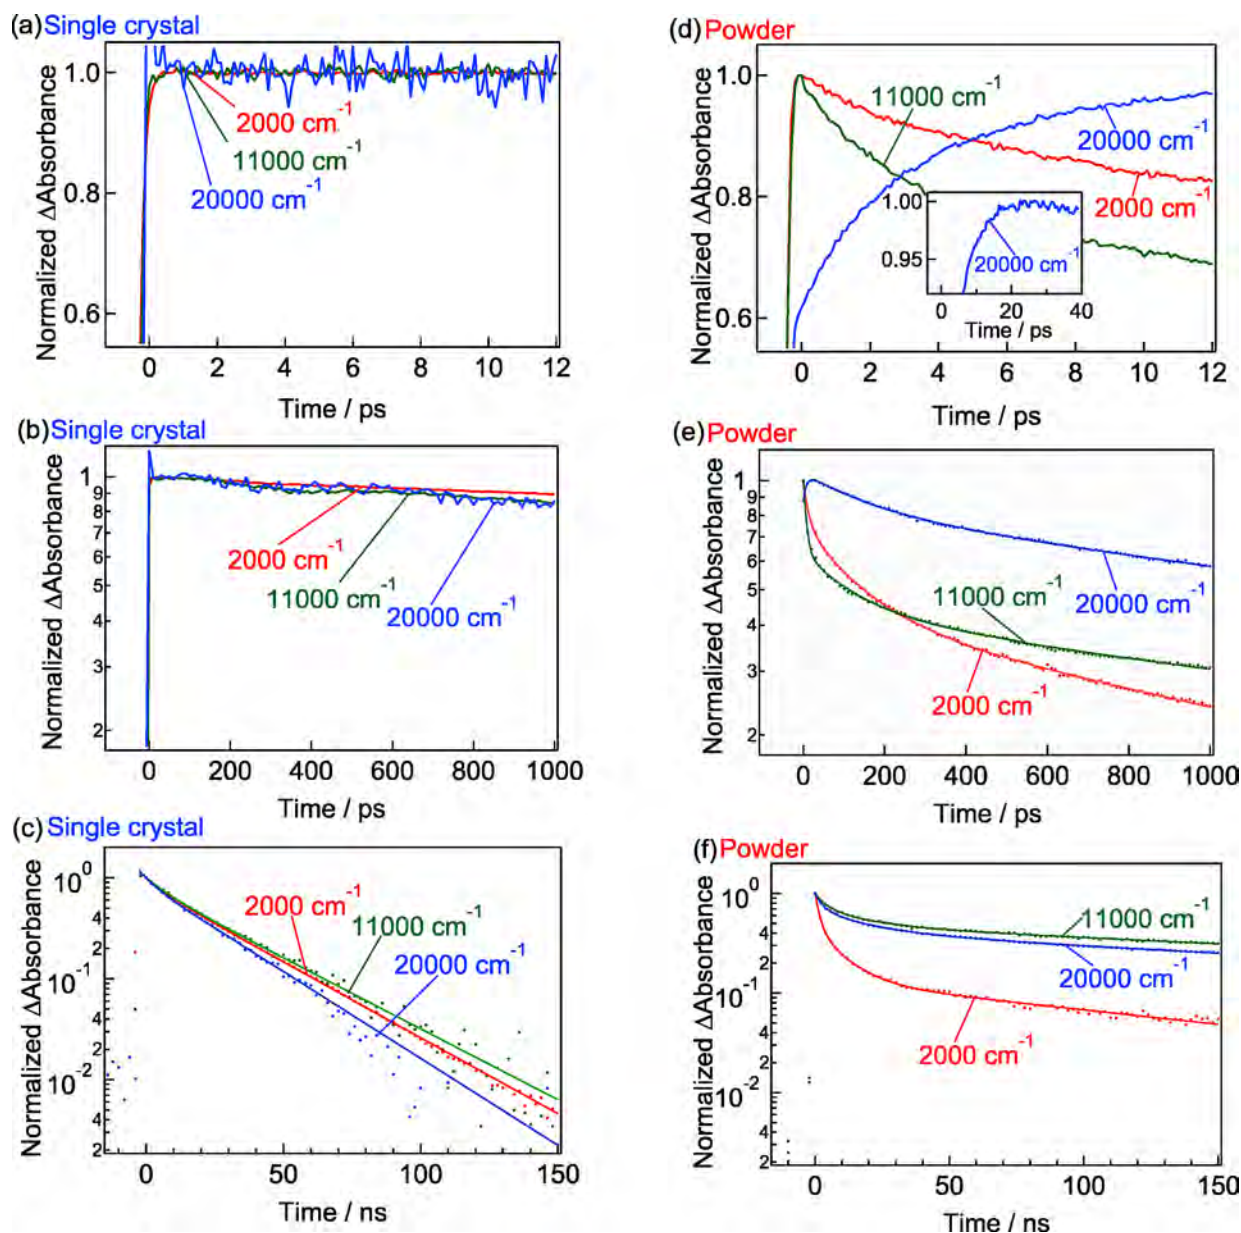 (a) Single crystal
Normalized ΔAbsorbance
1.0
0.8
0.6
2000 cm⁻¹
11000 cm⁻¹
20000 cm⁻¹
0 2 4 6 8 10 12
Time / ps
(d) Powder
Normalized ΔAbsorbance
1.0
0.8
0.6
11000 cm⁻¹
20000 cm⁻¹
2000 cm⁻¹
1.00
0.95
20000 cm⁻¹
0 20 40
Time / ps
0 2 4 6 8 10 12
Time / ps
(b) Single crystal
Normalized ΔAbsorbance
1
9
8
7
6
5
4
3
2
2000 cm⁻¹
11000 cm⁻¹
20000 cm⁻¹
0 200 400 600 800 1000
Time / ps
(e) Powder
Normalized ΔAbsorbance
1
9
8
7
6
5
4
3
2
20000 cm⁻¹
11000 cm⁻¹
2000 cm⁻¹
0 200 400 600 800 1000
Time / ps
(c) Single crystal
Normalized ΔAbsorbance
10⁰
4
2
10⁻¹
4
2
10⁻²
4
2
2000 cm⁻¹
11000 cm⁻¹
20000 cm⁻¹
0 50 100 150
Time / ns
(f) Powder
Normalized ΔAbsorbance
10⁰
4
2
10⁻¹
4
2
10⁻²
4
2
11000 cm⁻¹
20000 cm⁻¹
2000 cm⁻¹
0 50 100 150
Time / ns